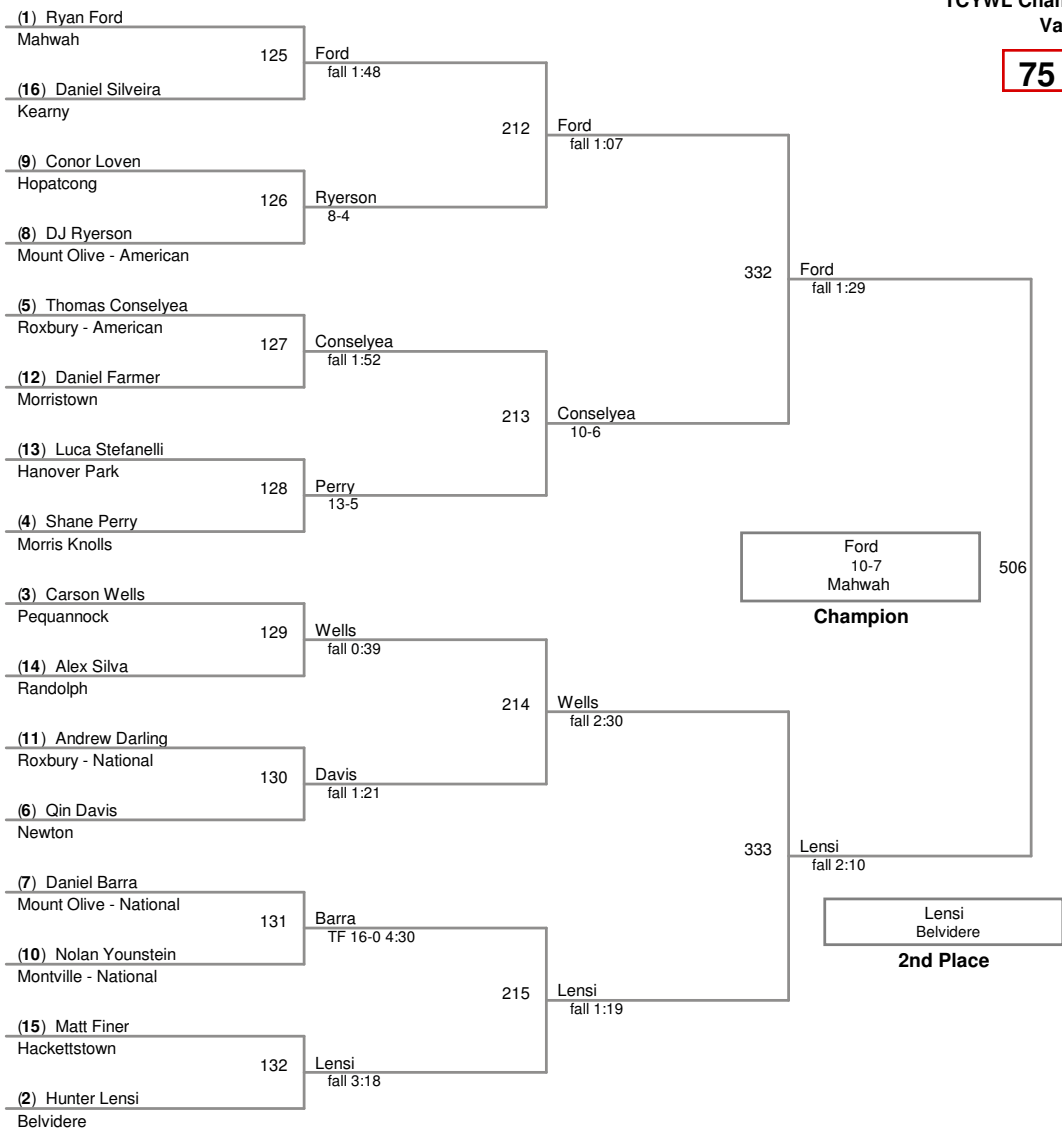 TCYWL Cham
Va
75
(1) Ryan Ford
Mahwah
125
Ford
fall 1:48
(16) Daniel Silveira
Kearny
212
Ford
fall 1:07
(9) Conor Loven
Hopatcong
126
Ryerson
8-4
(8) DJ Ryerson
Mount Olive - American
332
Ford
fall 1:29
(5) Thomas Conselyea
Roxbury - American
127
Conselyea
fall 1:52
(12) Daniel Farmer
Morristown
213
Conselyea
10-6
(13) Luca Stefanelli
Hanover Park
128
Perry
13-5
(4) Shane Perry
Morris Knolls
Ford
10-7
Mahwah
506
Champion
(3) Carson Wells
Pequannock
129
Wells
fall 0:39
(14) Alex Silva
Randolph
214
Wells
fall 2:30
(11) Andrew Darling
Roxbury - National
130
Davis
fall 1:21
(6) Qin Davis
Newton
333
Lensi
fall 2:10
(7) Daniel Barra
Mount Olive - National
131
Barra
TF 16-0 4:30
Lensi
Belvidere
2nd Place
(10) Nolan Younstein
Montville - National
215
Lensi
fall 1:19
(15) Matt Finer
Hackettstown
132
Lensi
fall 3:18
(2) Hunter Lensi
Belvidere